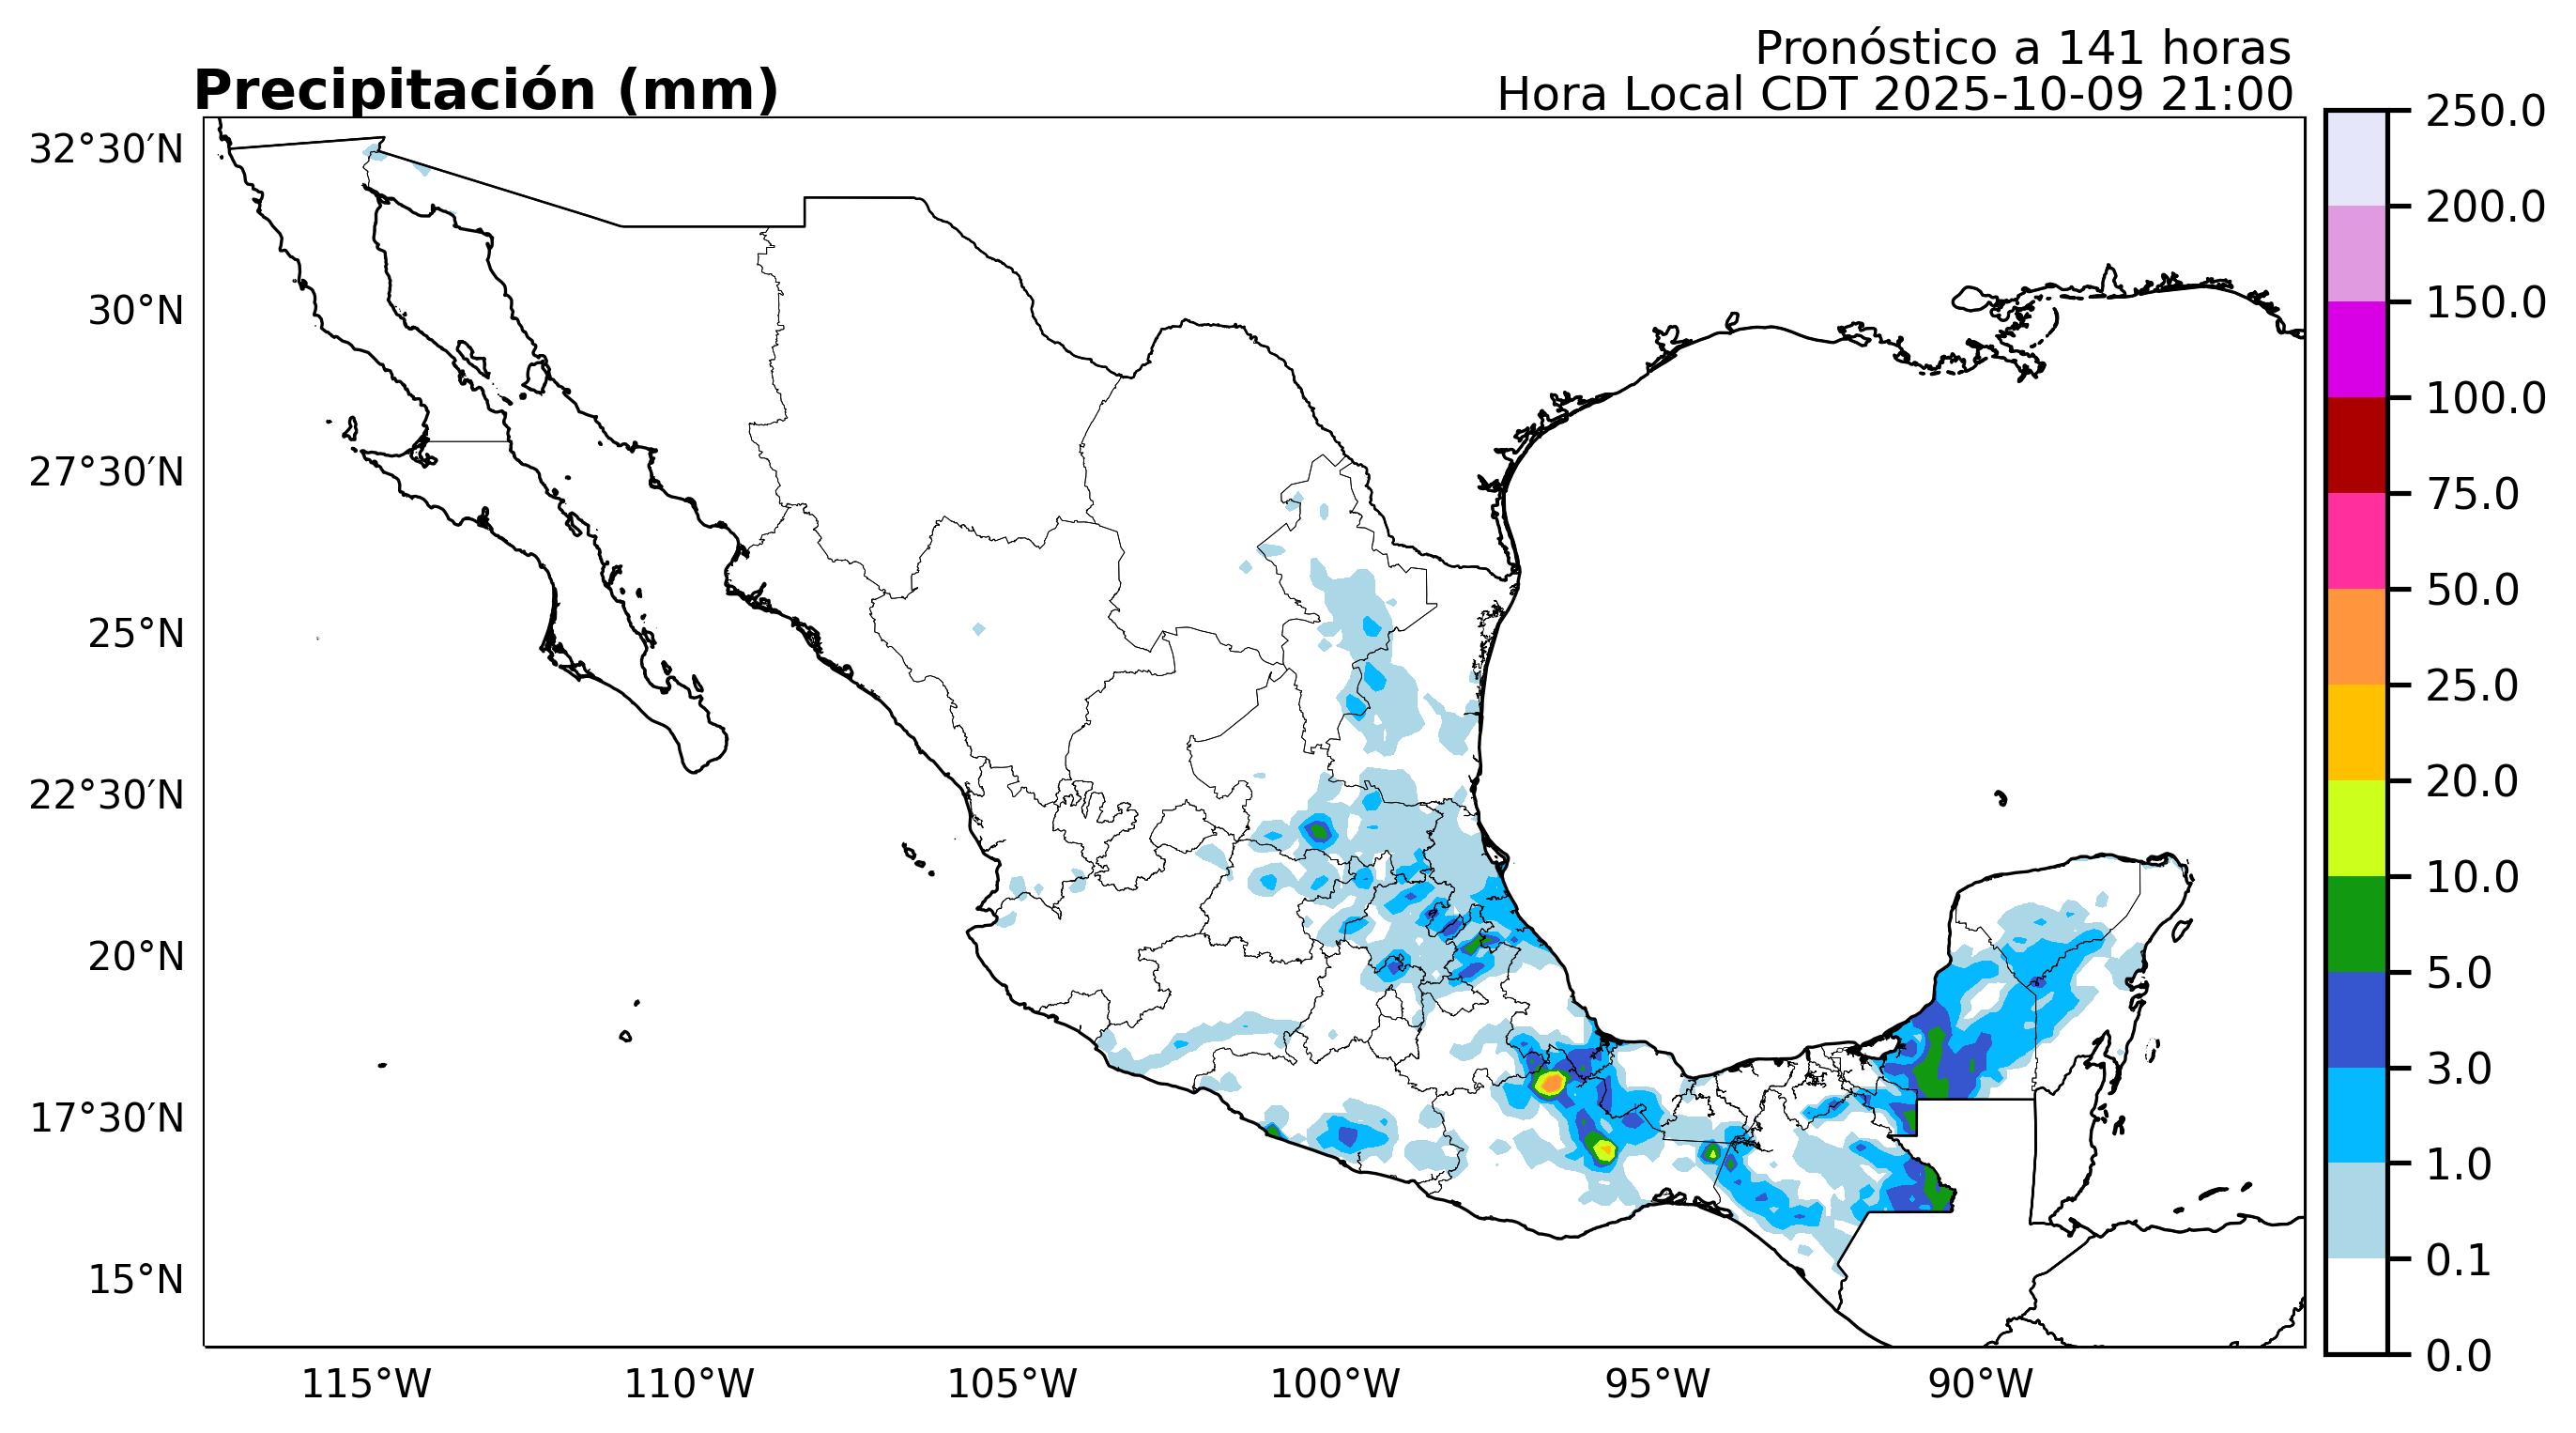 Pronóstico a 141 horas
Precipitación (mm)
Hora Local CDT 2025-10-09 21:00
32°30′N
30°N
27°30′N
25°N
22°30′N
20°N
17°30′N
15°N
115°W
110°W
105°W
100°W
95°W
90°W
250.0
200.0
150.0
100.0
75.0
50.0
25.0
20.0
10.0
5.0
3.0
1.0
0.1
0.0